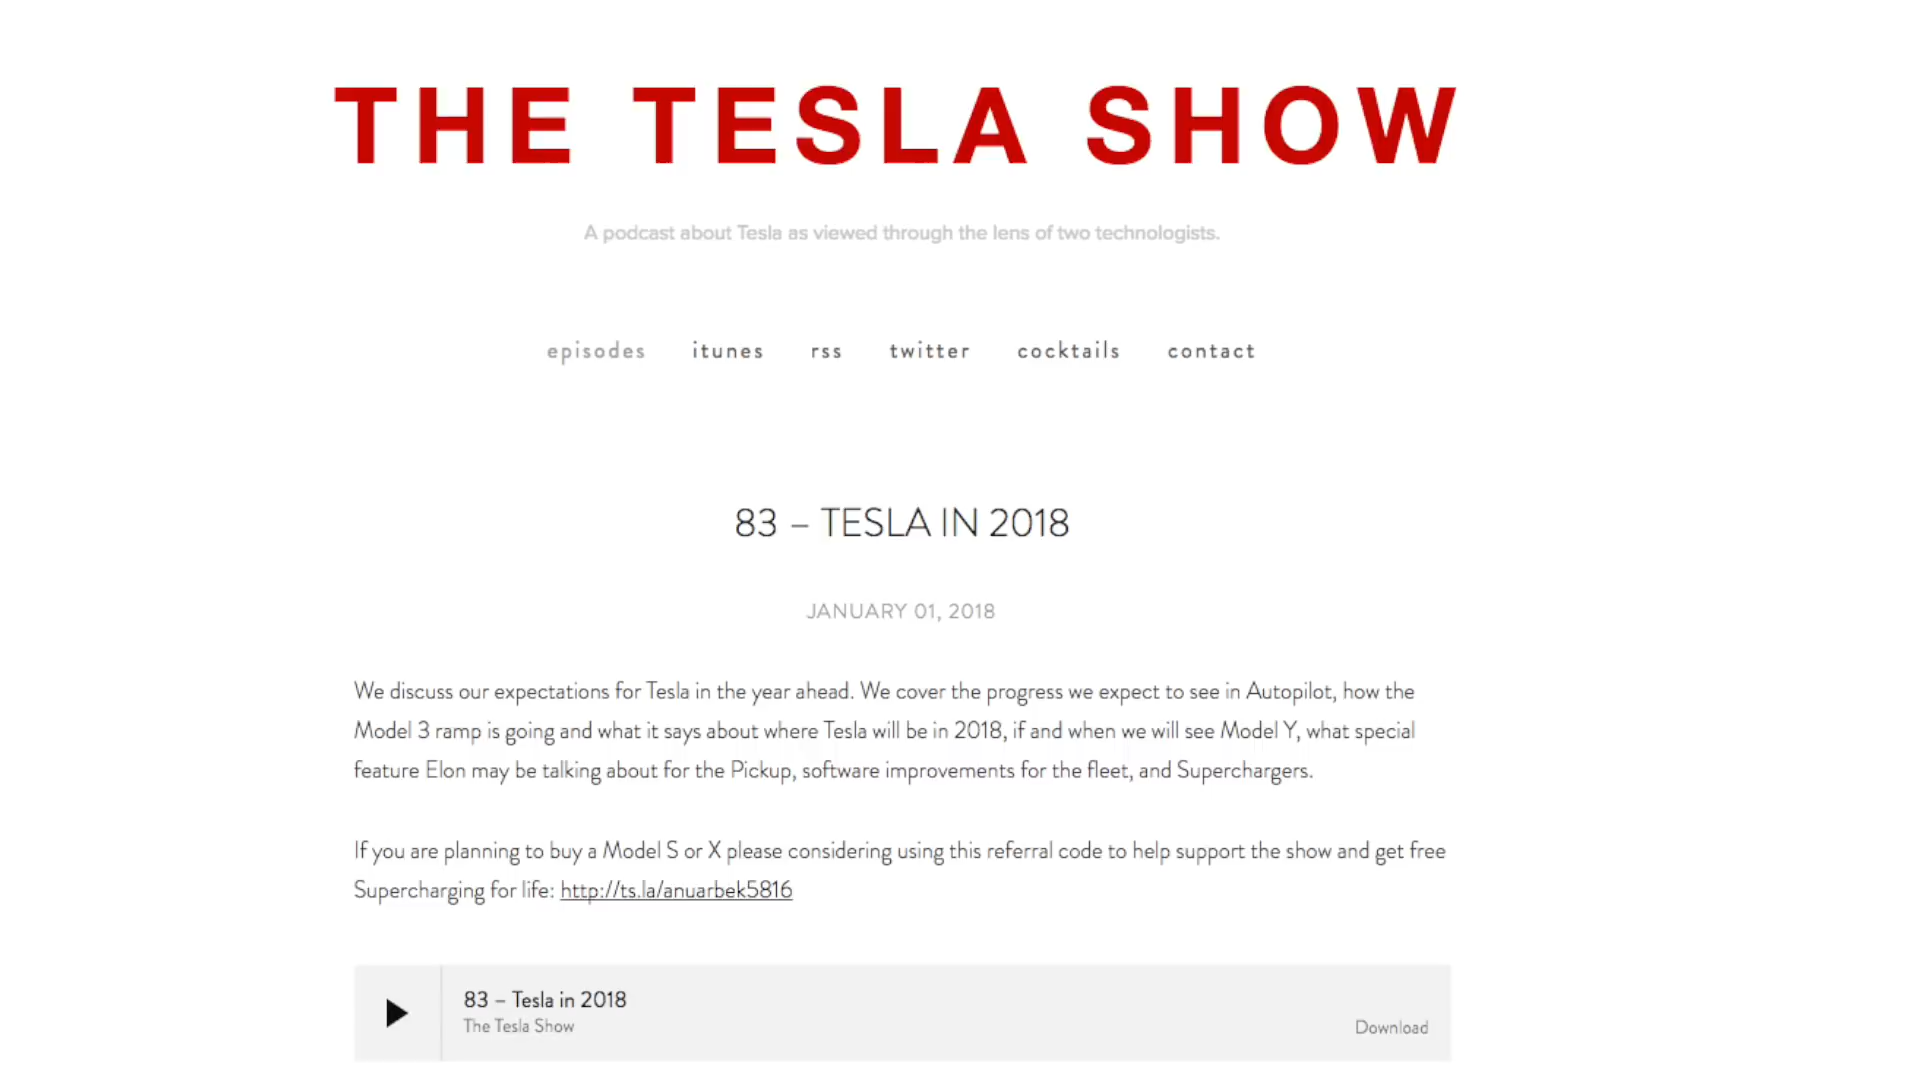 THE TESLA SHOW
A podcast about Tesla as viewed through the lens of two technologists.
episodes itunes rss twitter cocktails contact
83 – TESLA IN 2018
JANUARY 01, 2018
We discuss our expectations for Tesla in the year ahead. We cover the progress we expect to see in Autopilot, how the
Model 3 ramp is going and what it says about where Tesla will be in 2018, if and when we will see Model Y, what special
feature Elon may be talking about for the Pickup, software improvements for the fleet, and Superchargers.
If you are planning to buy a Model S or X please considering using this referral code to help support the show and get free
Supercharging for life: http://ts.la/anuarbek5816
83 – Tesla in 2018
The Tesla Show
Download